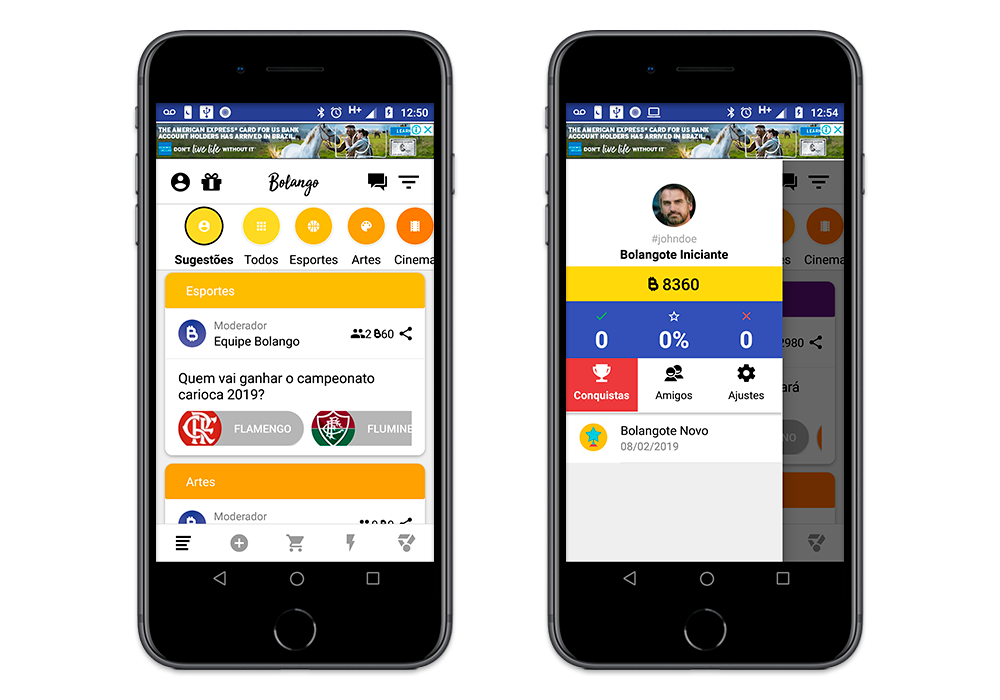 H+
12:50
THE AMERICAN EXPRESS® CARD FOR US BANK
ACCOUNT HOLDERS HAS ARRIVED IN BRAZIL.
DON'T live life WITHOUT IT
LEARN
Bolango
Sugestões
Todos
Esportes
Artes
Cinema
Esportes
Moderador
Equipe Bolango
2
60
Quem vai ganhar o campeonato
carioca 2019?
FLAMENGO
FLUMINE
Artes
Moderador
H+
12:54
THE AMERICAN EXPRESS® CARD FOR US BANK
ACCOUNT HOLDERS HAS ARRIVED IN BRAZIL.
DON'T live life WITHOUT IT
LEARN
#johndoe
Bolangote Iniciante
8360
0
0%
0
Conquistas
Amigos
Ajustes
Bolangote Novo
08/02/2019
es
Cinema
2980
ará
NO